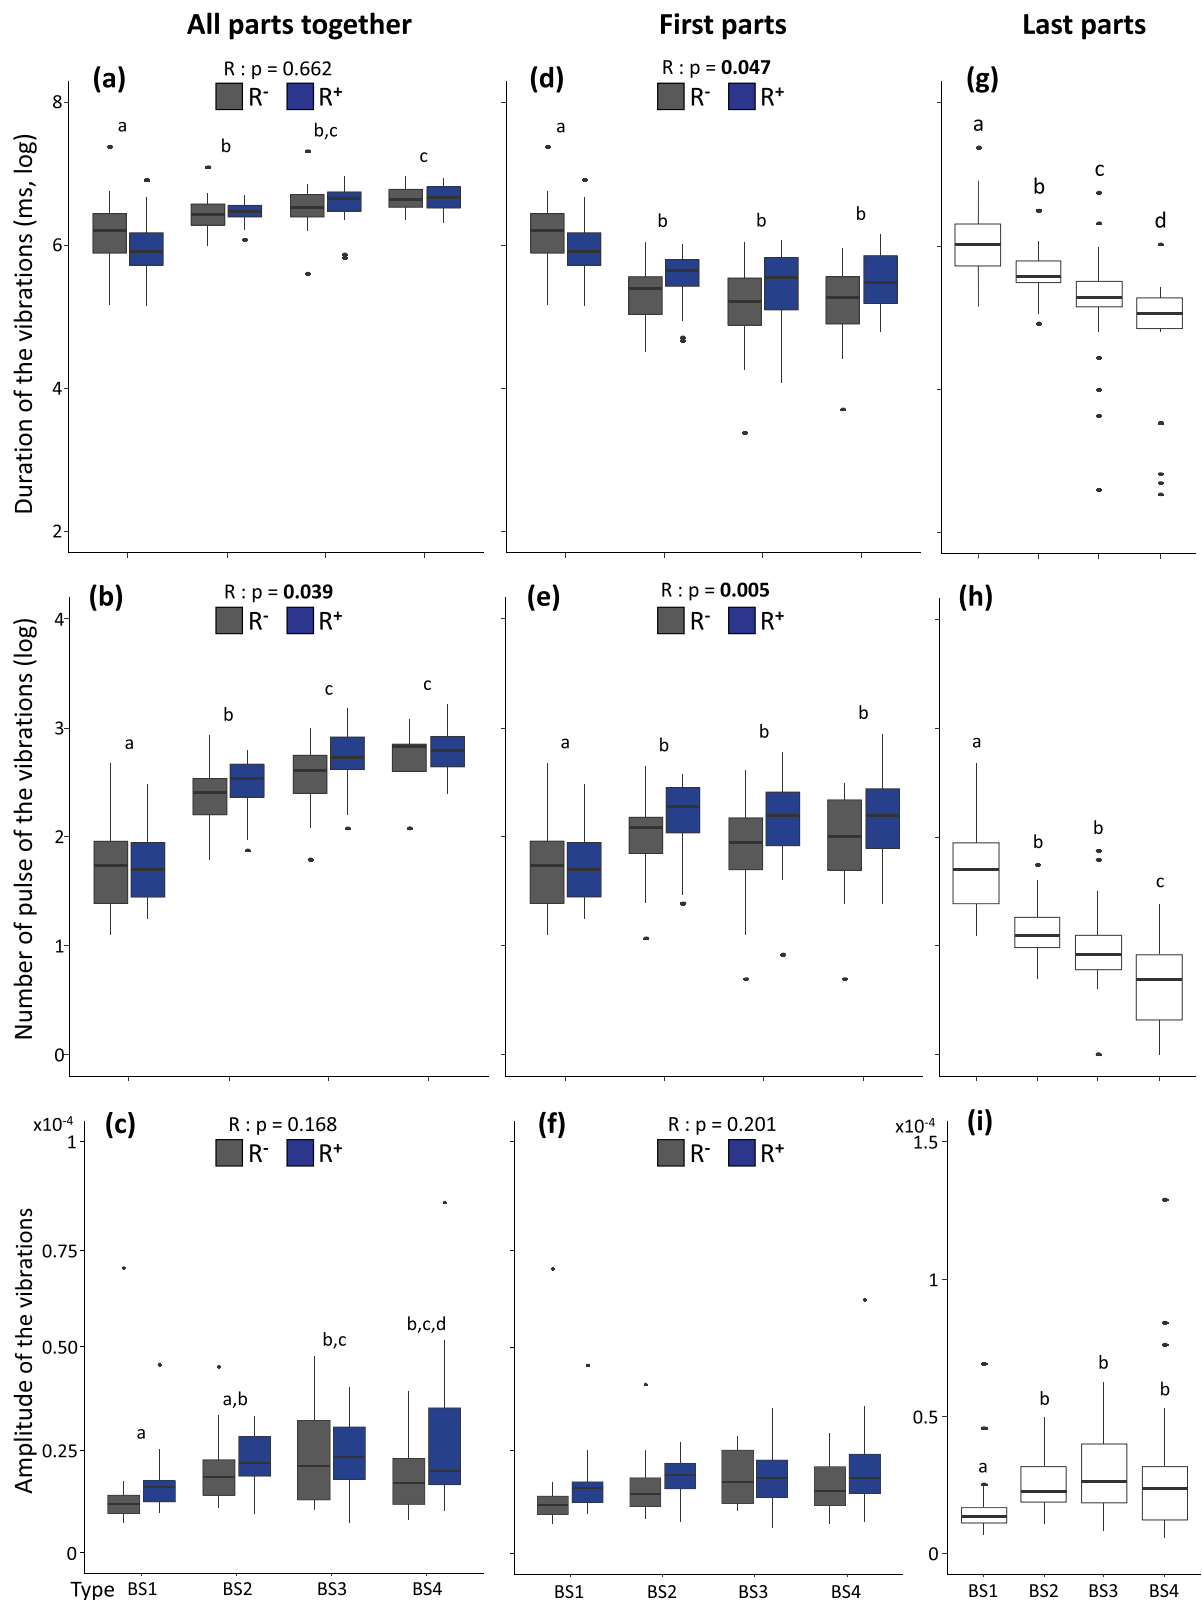 All parts together
First parts
Last parts
(a)
R : p = 0.662
R- R+
(d)
R : p = 0.047
R- R+
(g)
Duration of the vibrations (ms, log)
8
6
4
2
a
b
b,c
c
a
b
b
b
a
b
c
d
(b)
R : p = 0.039
R- R+
(e)
R : p = 0.005
R- R+
(h)
Number of pulse of the vibrations (log)
4
3
2
1
0
a
b
c
c
a
b
b
b
a
b
b
c
(c)
R : p = 0.168
R- R+
(f)
R : p = 0.201
R- R+
(i)
Amplitude of the vibrations
x10-4
1
0.75
0.50
0.25
0
a
a,b
b,c
b,c,d
x10-4
1.5
1
0.5
0
a
b
b
b
Type BS1 BS2 BS3 BS4
BS1 BS2 BS3 BS4
BS1 BS2 BS3 BS4